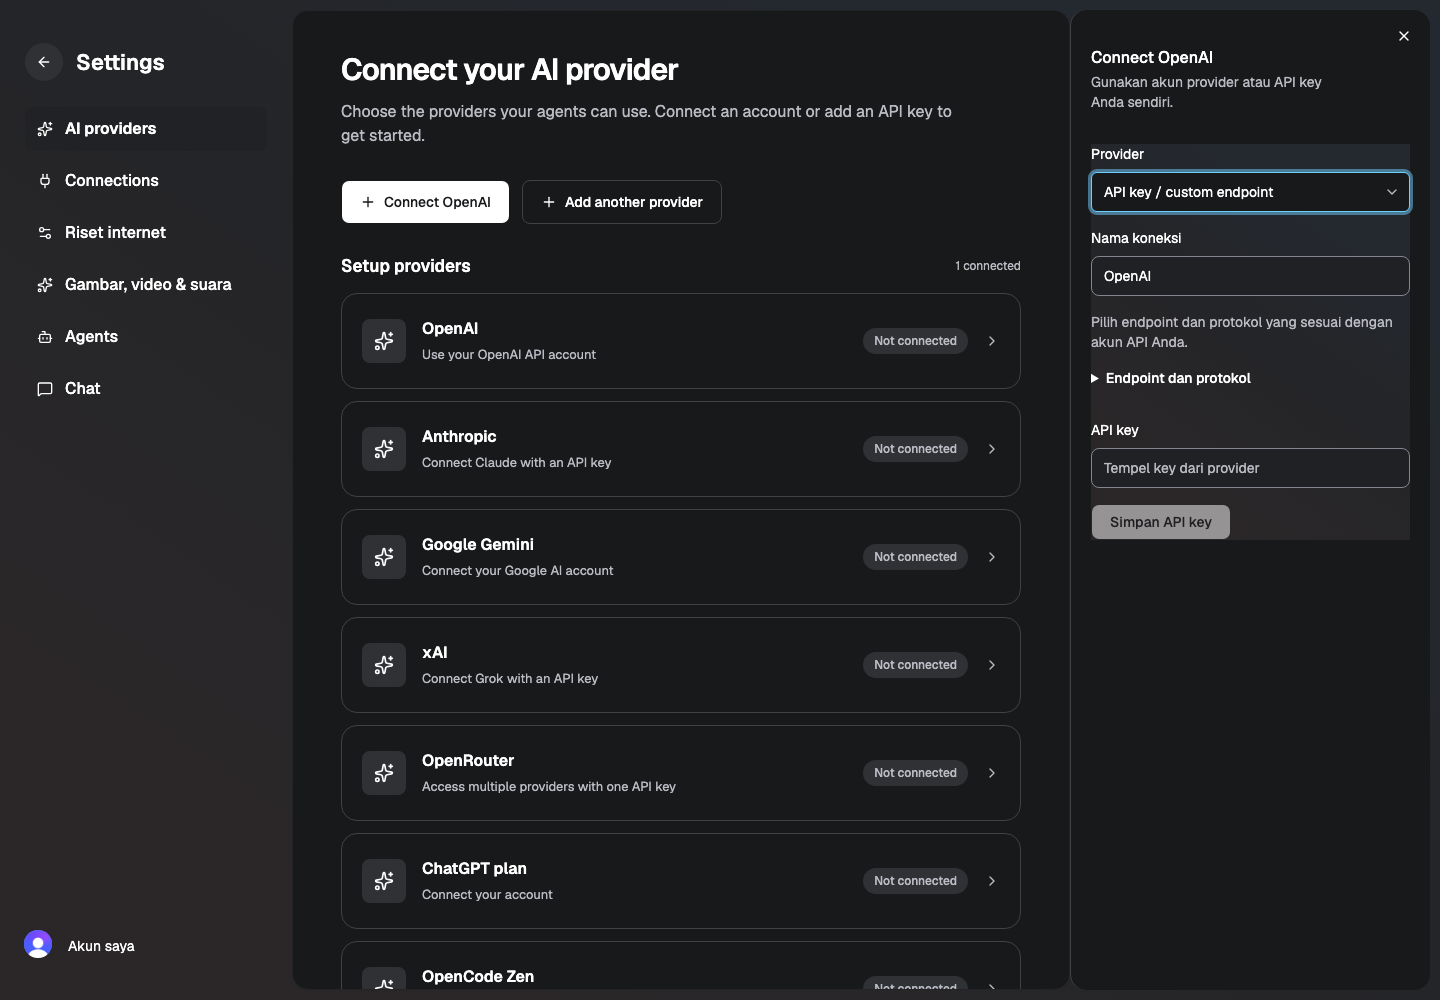 Settings
AI providers
Connections
Riset internet
Gambar, video & suara
Agents
Chat
Akun saya
Connect your AI provider
Choose the providers your agents can use. Connect an account or add an API key to
get started.
Connect OpenAI
Add another provider
Setup providers
1 connected
OpenAI
Use your OpenAI API account
Not connected
Anthropic
Connect Claude with an API key
Not connected
Google Gemini
Connect your Google AI account
Not connected
xAI
Connect Grok with an API key
Not connected
OpenRouter
Access multiple providers with one API key
Not connected
ChatGPT plan
Connect your account
Not connected
OpenCode Zen
Not connected
Connect OpenAI
Gunakan akun provider atau API key
Anda sendiri.
Provider
API key / custom endpoint
Nama koneksi
OpenAI
Pilih endpoint dan protokol yang sesuai dengan
akun API Anda.
Endpoint dan protokol
API key
Tempel key dari provider
Simpan API key